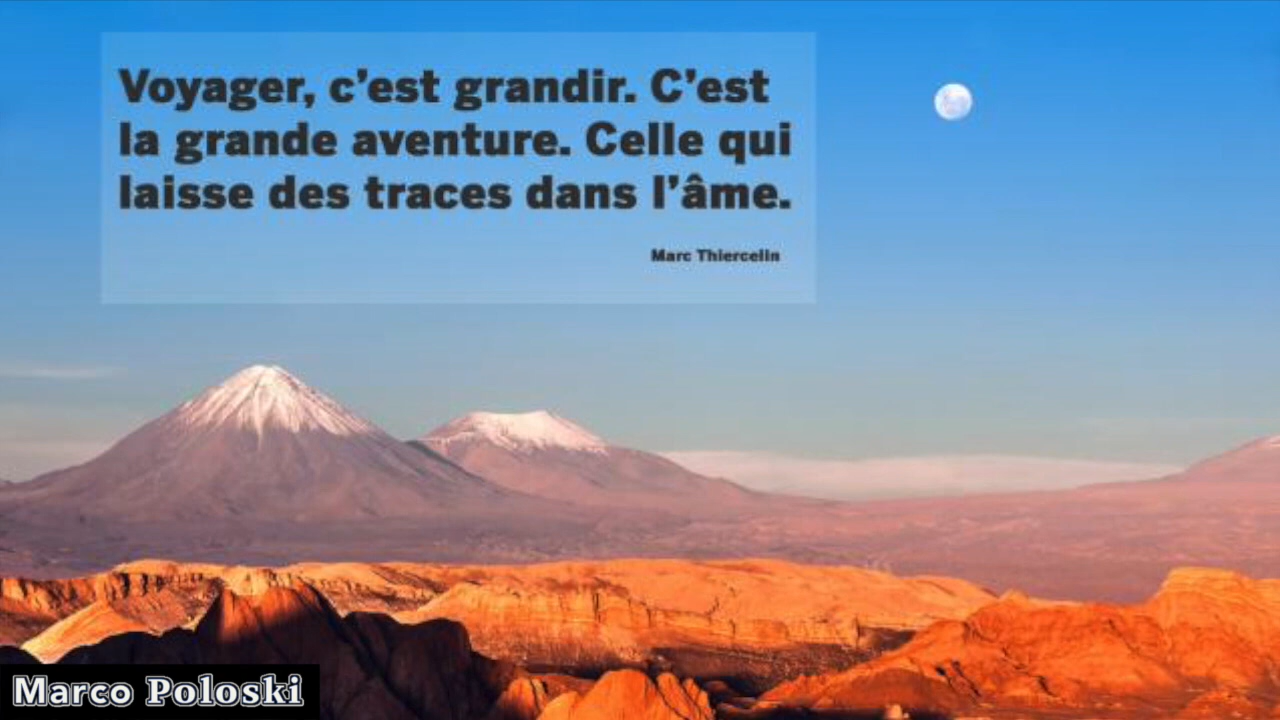 Voyager, c’est grandir. C’est
la grande aventure. Celle qui
laisse des traces dans l’âme.
Marc Thiercelin
Marco Poloski